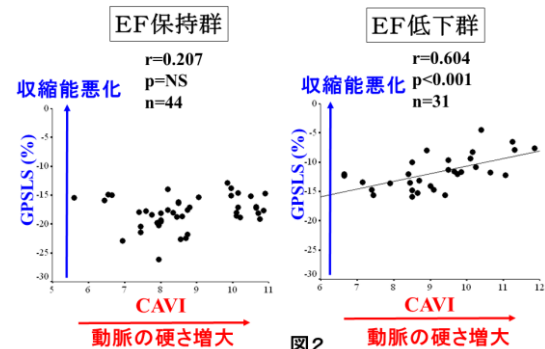 EF保持群
r=0.207
p=NS
n=44
収縮能悪化
GPSLS (%)
0
-5
-10
-15
-20
-25
-30
5
6
7
8
9
10
11
CAVI
動脈の硬さ増大
EF低下群
r=0.604
p<0.001
n=31
収縮能悪化
GPSLS (%)
0
-5
-10
-15
-20
-25
-30
6
7
8
9
10
11
12
CAVI
動脈の硬さ増大
図2